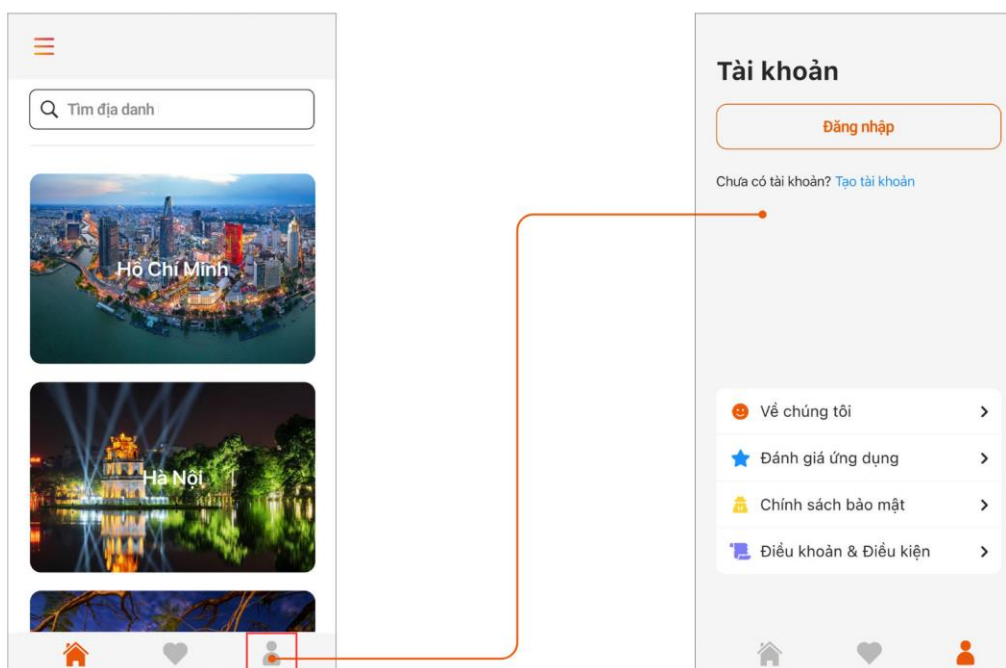 Tìm địa danh
Hồ Chí Minh
Hà Nội
Tài khoản
Đăng nhập
Chưa có tài khoản? Tạo tài khoản
Về chúng tôi
Đánh giá ứng dụng
Chính sách bảo mật
Điều khoản & Điều kiện